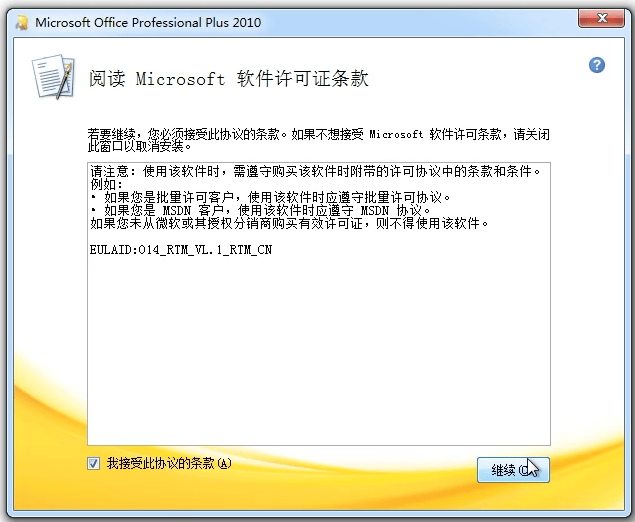 Microsoft Office Professional Plus 2010
阅读 Microsoft 软件许可证条款
若要继续，您必须接受此协议的条款。如果不想接受 Microsoft 软件许可条款，请关闭
此窗口以取消安装。
请注意：使用该软件时，需遵守购买该软件时附带的许可协议中的条款和条件。
例如：
• 如果您是批量许可客户，使用该软件时应遵守批量许可协议。
• 如果您是 MSDN 客户，使用该软件时应遵守 MSDN 协议。
如果您未从微软或其授权分销商购买有效许可证，则不得使用该软件。
EULAID:O14_RTM_VL.1_RTM_CN
我接受此协议的条款(A)
继续(C